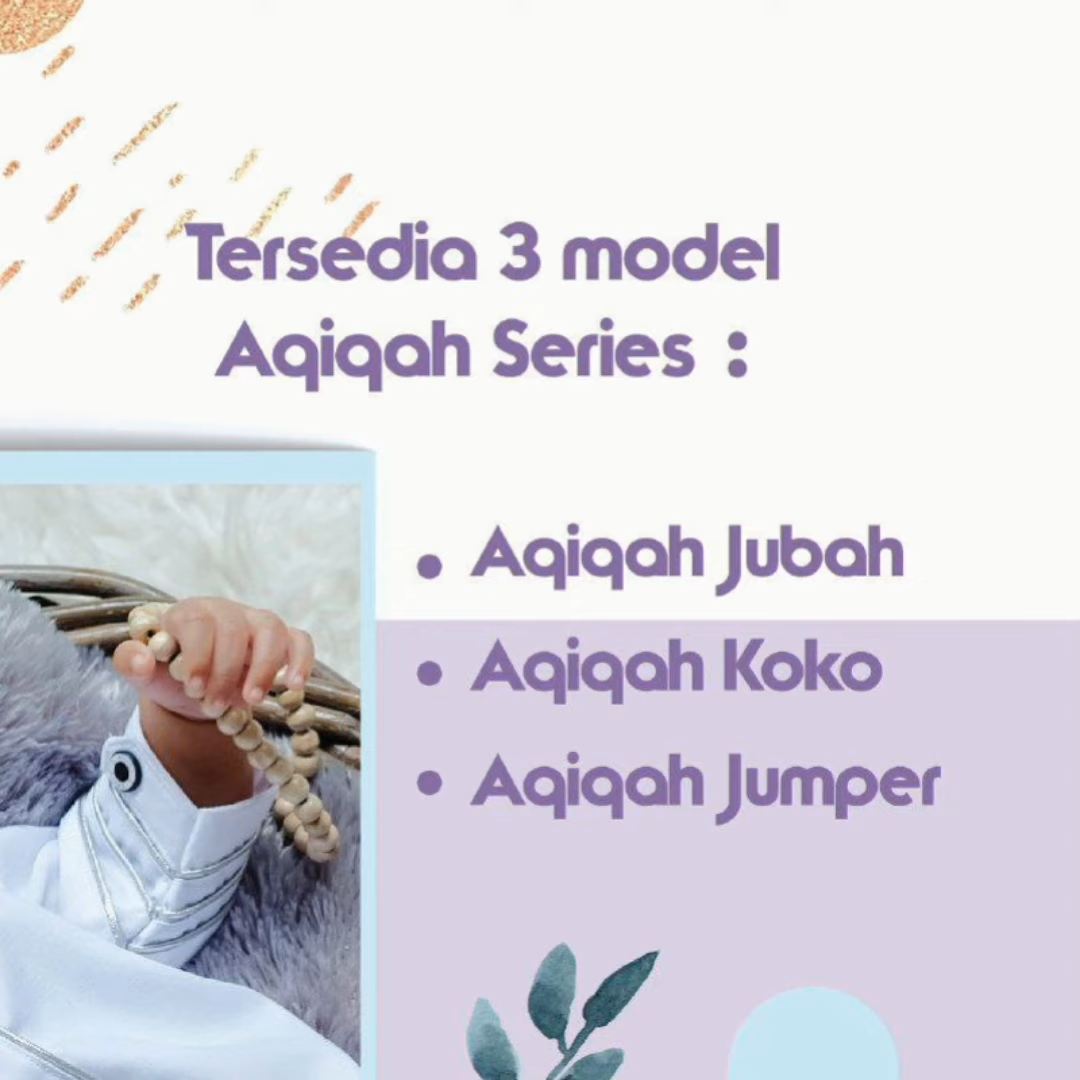 Tersedia 3 model
Aqiqah Series :
• Aqiqah Jubah
• Aqiqah Koko
• Aqiqah Jumper